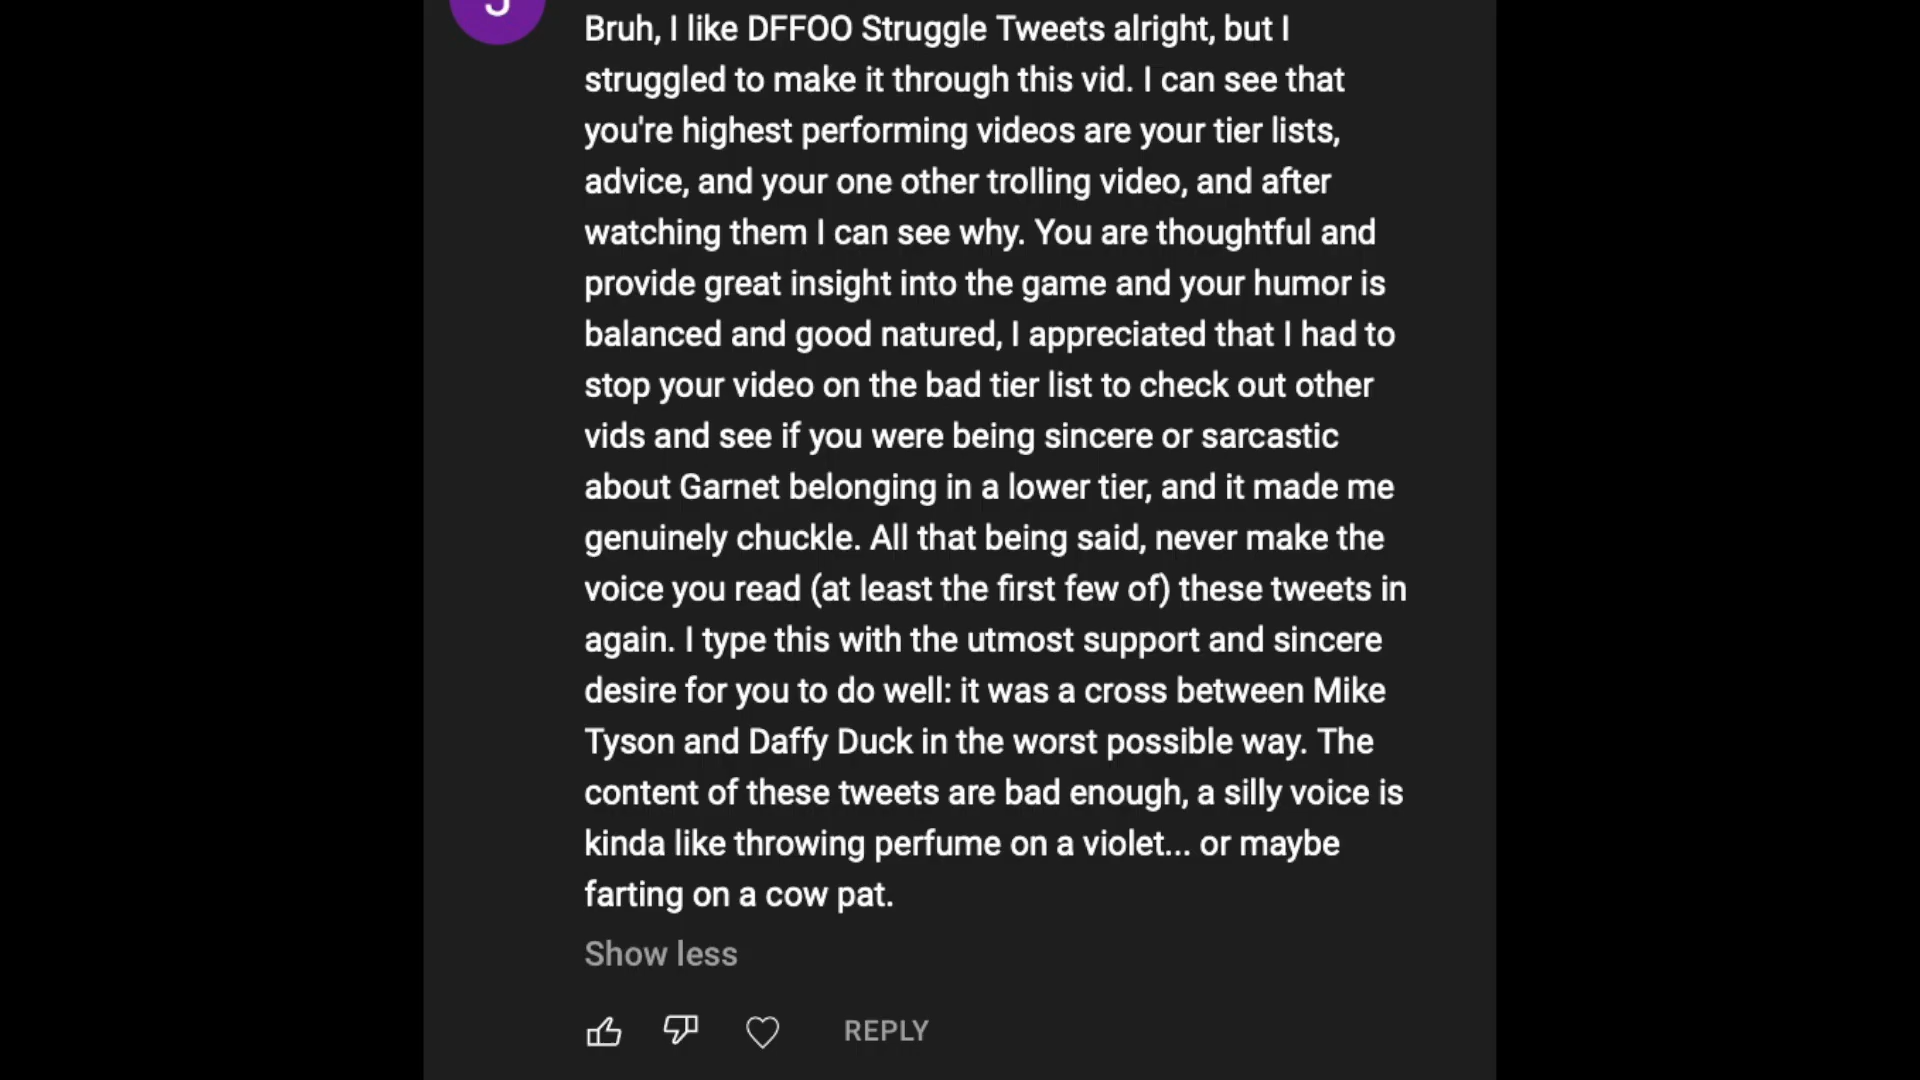 J
Bruh, I like DFFOO Struggle Tweets alright, but I
struggled to make it through this vid. I can see that
you're highest performing videos are your tier lists,
advice, and your one other trolling video, and after
watching them I can see why. You are thoughtful and
provide great insight into the game and your humor is
balanced and good natured, I appreciated that I had to
stop your video on the bad tier list to check out other
vids and see if you were being sincere or sarcastic
about Garnet belonging in a lower tier, and it made me
genuinely chuckle. All that being said, never make the
voice you read (at least the first few of) these tweets in
again. I type this with the utmost support and sincere
desire for you to do well: it was a cross between Mike
Tyson and Daffy Duck in the worst possible way. The
content of these tweets are bad enough, a silly voice is
kinda like throwing perfume on a violet... or maybe
farting on a cow pat.
Show less
REPLY